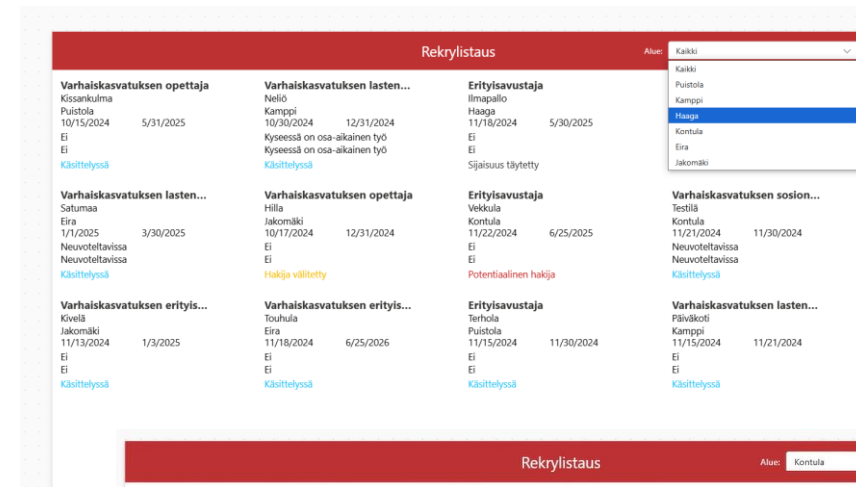 Rekrylistaus
Alue: Kaikki
Kaikki
Puistola
Kamppi
Haaga
Kontula
Eira
Jakomäki
Varhaiskasvatuksen opettaja
Kissankulma
Puistola
10/15/2024 5/31/2025
Ei
Ei
Käsittelyssä
Varhaiskasvatuksen lasten...
Neliö
Kamppi
10/30/2024 12/31/2024
Kyseessä on osa-aikainen työ
Kyseessä on osa-aikainen työ
Käsittelyssä
Erityisavustaja
Ilmapallo
Haaga
11/18/2024 5/30/2025
Ei
Ei
Sijaisuus täytetty
Varhaiskasvatuksen lasten...
Satumaa
Eira
1/1/2025 3/30/2025
Neuvoteltavissa
Neuvoteltavissa
Käsittelyssä
Varhaiskasvatuksen opettaja
Hilla
Jakomäki
10/17/2024 12/31/2024
Ei
Ei
Hakija välitetty
Erityisavustaja
Vekkula
Kontula
11/22/2024 6/25/2025
Ei
Ei
Potentiaalinen hakija
Varhaiskasvatuksen sosion...
Testilä
Kontula
11/21/2024 11/30/2024
Neuvoteltavissa
Neuvoteltavissa
Käsittelyssä
Varhaiskasvatuksen erityis...
Kivelä
Jakomäki
11/13/2024 1/3/2025
Ei
Ei
Käsittelyssä
Varhaiskasvatuksen erityis...
Touhula
Eira
11/18/2024 6/25/2026
Ei
Ei
Käsittelyssä
Erityisavustaja
Terhola
Puistola
11/15/2024 11/30/2024
Ei
Ei
Käsittelyssä
Varhaiskasvatuksen lasten...
Päiväkoti
Kamppi
11/15/2024 11/21/2024
Ei
Ei
Käsittelyssä
Rekrylistaus
Alue: Kontula